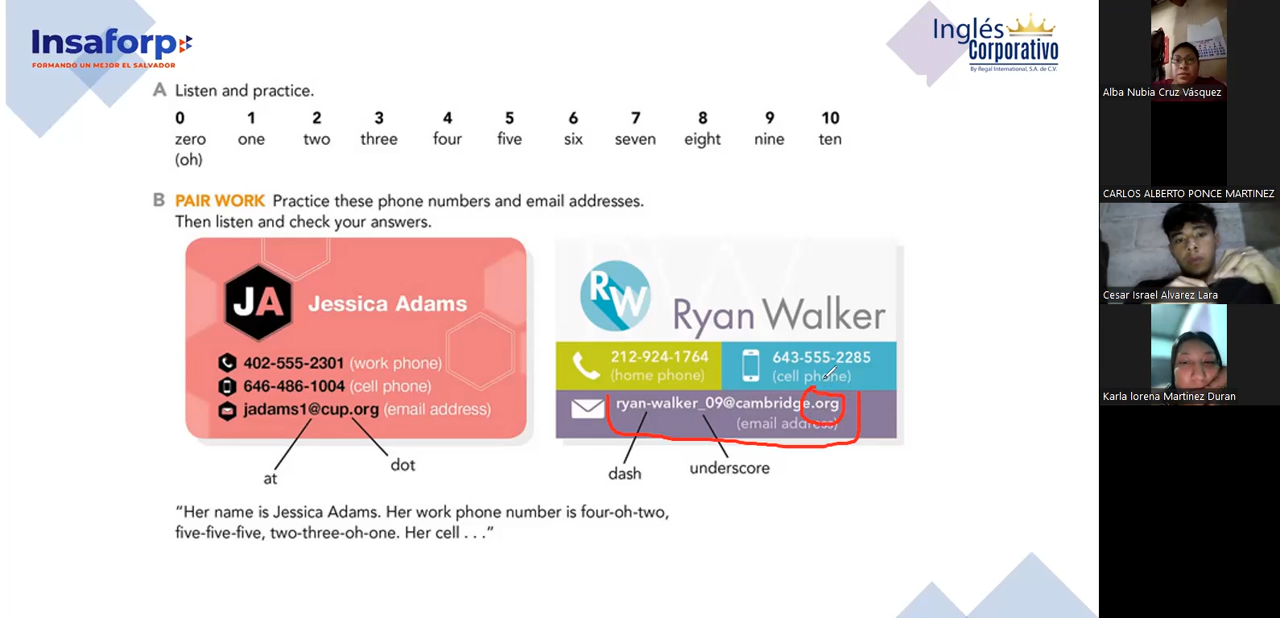 Insaforp
FORMANDO UN MEJOR EL SALVADOR
Inglés
Corporativo
By Regal International, S.A. de C.V.
A Listen and practice.
0 1 2 3 4 5 6 7 8 9 10
zero one two three four five six seven eight nine ten
(oh)
B PAIR WORK Practice these phone numbers and email addresses.
Then listen and check your answers.
JA Jessica Adams
402-555-2301 (work phone)
646-486-1004 (cell phone)
jadams1@cup.org (email address)
at
dot
RW
Ryan Walker
212-924-1764
(home phone)
643-555-2285
(cell phone)
ryan-walker_09@cambridge.org
(email address)
dash
underscore
“Her name is Jessica Adams. Her work phone number is four-oh-two,
five-five-five, two-three-oh-one. Her cell . . .”
Alba Nubia Cruz Vásquez
CARLOS ALBERTO PONCE MARTINEZ
Cesar Israel Alvarez Lara
Karla lorena Martinez Duran